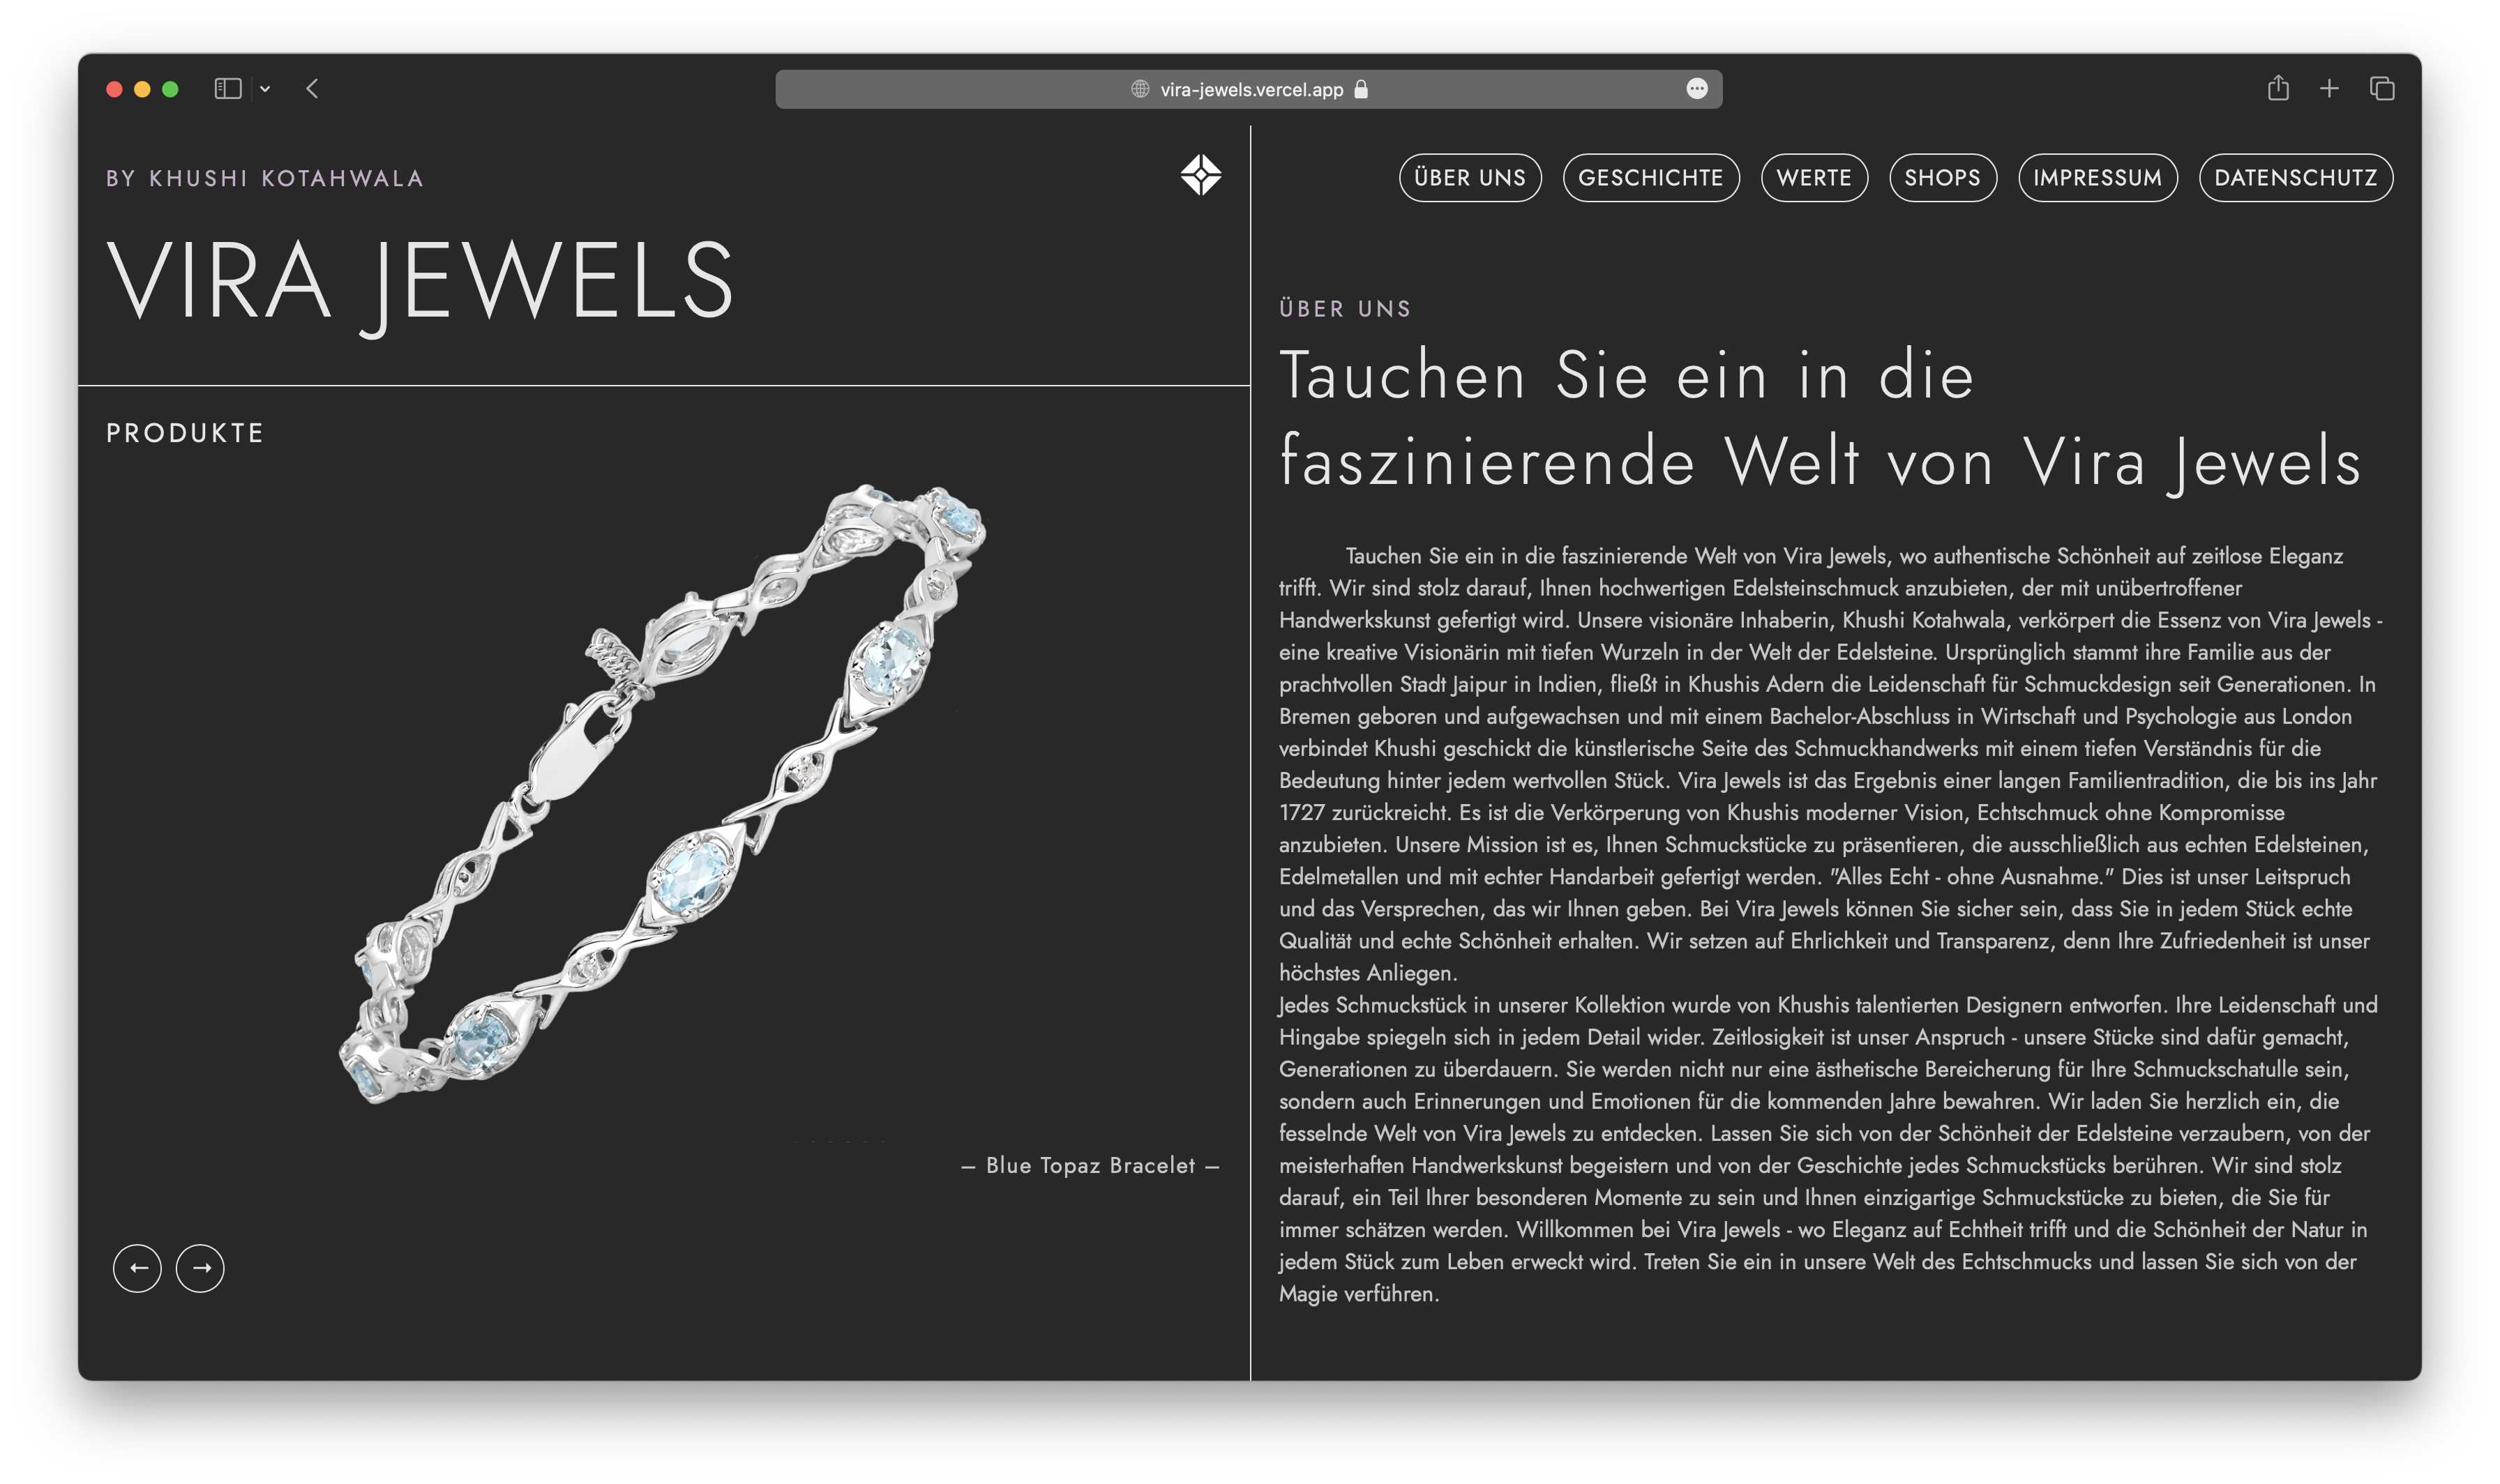 vira-jewels.vercel.app
BY KHUSHI KOTAHWALA
VIRA JEWELS
PRODUKTE
— Blue Topaz Bracelet —
ÜBER UNS
GESCHICHTE
WERTE
SHOPS
IMPRESSUM
DATENSCHUTZ
ÜBER UNS
Tauchen Sie ein in die
faszinierende Welt von Vira Jewels
Tauchen Sie ein in die faszinierende Welt von Vira Jewels, wo authentische Schönheit auf zeitlose Eleganz
trifft. Wir sind stolz darauf, Ihnen hochwertigen Edelsteinschmuck anzubieten, der mit unübertroffener
Handwerkskunst gefertigt wird. Unsere visionäre Inhaberin, Khushi Kotahwala, verkörpert die Essenz von Vira Jewels -
eine kreative Visionärin mit tiefen Wurzeln in der Welt der Edelsteine. Ursprünglich stammt ihre Familie aus der
prachtvollen Stadt Jaipur in Indien, fließt in Khushis Adern die Leidenschaft für Schmuckdesign seit Generationen. In
Bremen geboren und aufgewachsen und mit einem Bachelor-Abschluss in Wirtschaft und Psychologie aus London
verbindet Khushi geschickt die künstlerische Seite des Schmuckhandwerks mit einem tiefen Verständnis für die
Bedeutung hinter jedem wertvollen Stück. Vira Jewels ist das Ergebnis einer langen Familientradition, die bis ins Jahr
1727 zurückreicht. Es ist die Verkörperung von Khushis moderner Vision, Echtschmuck ohne Kompromisse
anzubieten. Unsere Mission ist es, Ihnen Schmuckstücke zu präsentieren, die ausschließlich aus echten Edelsteinen,
Edelmetallen und mit echter Handarbeit gefertigt werden. "Alles Echt - ohne Ausnahme." Dies ist unser Leitspruch
und das Versprechen, das wir Ihnen geben. Bei Vira Jewels können Sie sicher sein, dass Sie in jedem Stück echte
Qualität und echte Schönheit erhalten. Wir setzen auf Ehrlichkeit und Transparenz, denn Ihre Zufriedenheit ist unser
höchstes Anliegen.
Jedes Schmuckstück in unserer Kollektion wurde von Khushis talentierten Designern entworfen. Ihre Leidenschaft und
Hingabe spiegeln sich in jedem Detail wider. Zeitlosigkeit ist unser Anspruch - unsere Stücke sind dafür gemacht,
Generationen zu überdauern. Sie werden nicht nur eine ästhetische Bereicherung für Ihre Schmuckschatulle sein,
sondern auch Erinnerungen und Emotionen für die kommenden Jahre bewahren. Wir laden Sie herzlich ein, die
fesselnde Welt von Vira Jewels zu entdecken. Lassen Sie sich von der Schönheit der Edelsteine verzaubern, von der
meisterhaften Handwerkskunst begeistern und von der Geschichte jedes Schmuckstücks berühren. Wir sind stolz
darauf, ein Teil Ihrer besonderen Momente zu sein und Ihnen einzigartige Schmuckstücke zu bieten, die Sie für
immer schätzen werden. Willkommen bei Vira Jewels - wo Eleganz auf Echtheit trifft und die Schönheit der Natur in
jedem Stück zum Leben erweckt wird. Treten Sie ein in unsere Welt des Echtschmucks und lassen Sie sich von der
Magie verführen.